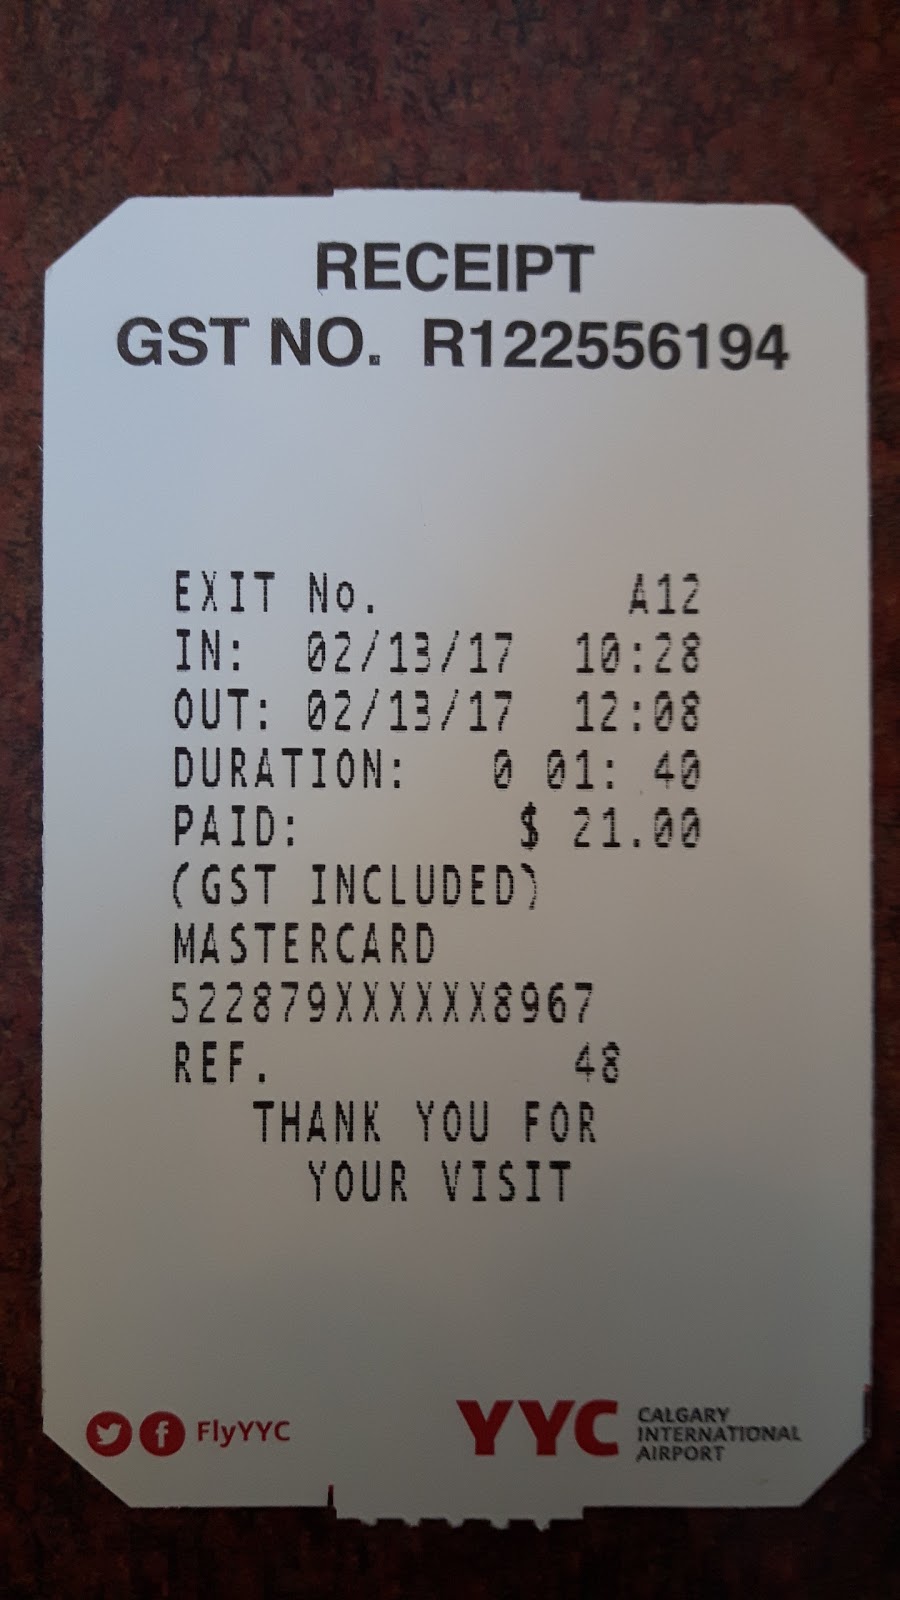 RECEIPT
GST NO. R122556194
EXIT No. A12
IN: 02/13/17 10:28
OUT: 02/13/17 12:08
DURATION: 0 01: 40
PAID: $ 21.00
(GST INCLUDED)
MASTERCARD
522879XXXXXX8967
REF. 48
THANK YOU FOR
YOUR VISIT
FlyYYC
YYC
CALGARY
INTERNATIONAL
AIRPORT